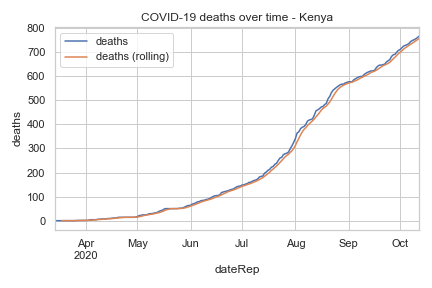 COVID-19 deaths over time - Kenya
deaths
deaths (rolling)
deaths
800
700
600
500
400
300
200
100
0
Apr May Jun Jul Aug Sep Oct
2020
dateRep